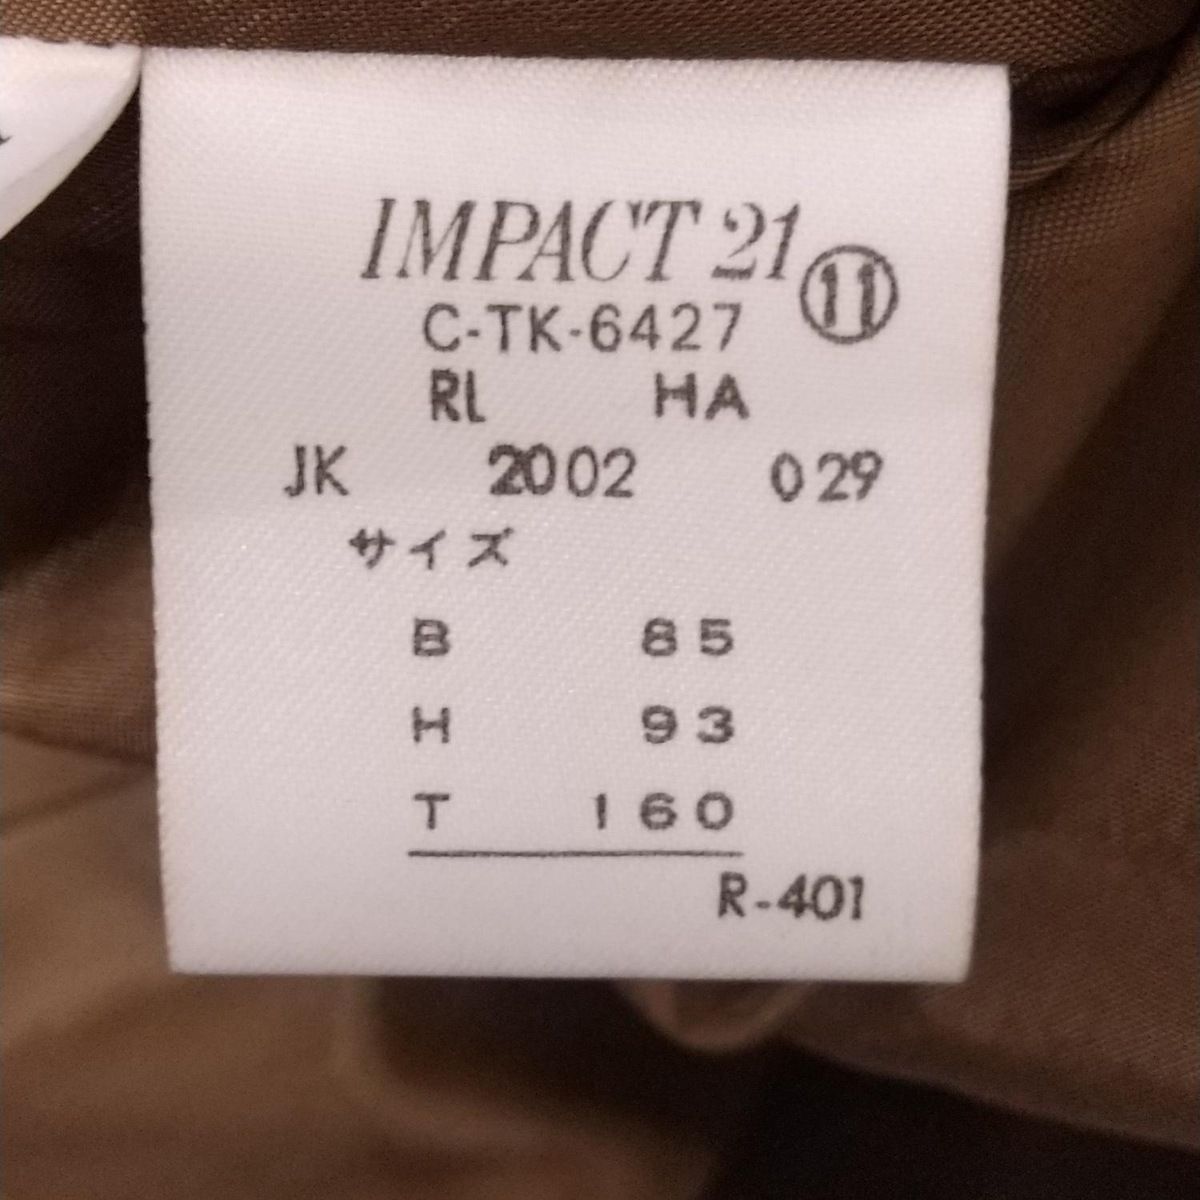 IMPACT 21
⑪
C-TK-6427
RL HA
JK 2002 029
サイズ
B 85
H 93
T 160
R-401